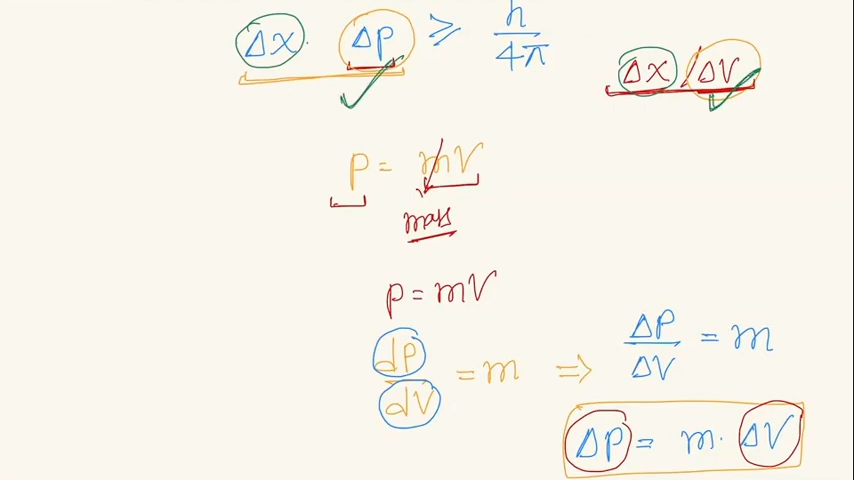 Δx . Δp ≥ h/4π
Δx / ΔV
p = mV
mass
p = mV
dp/dV = m ⇒ ΔP/ΔV = m
ΔP = m . ΔV